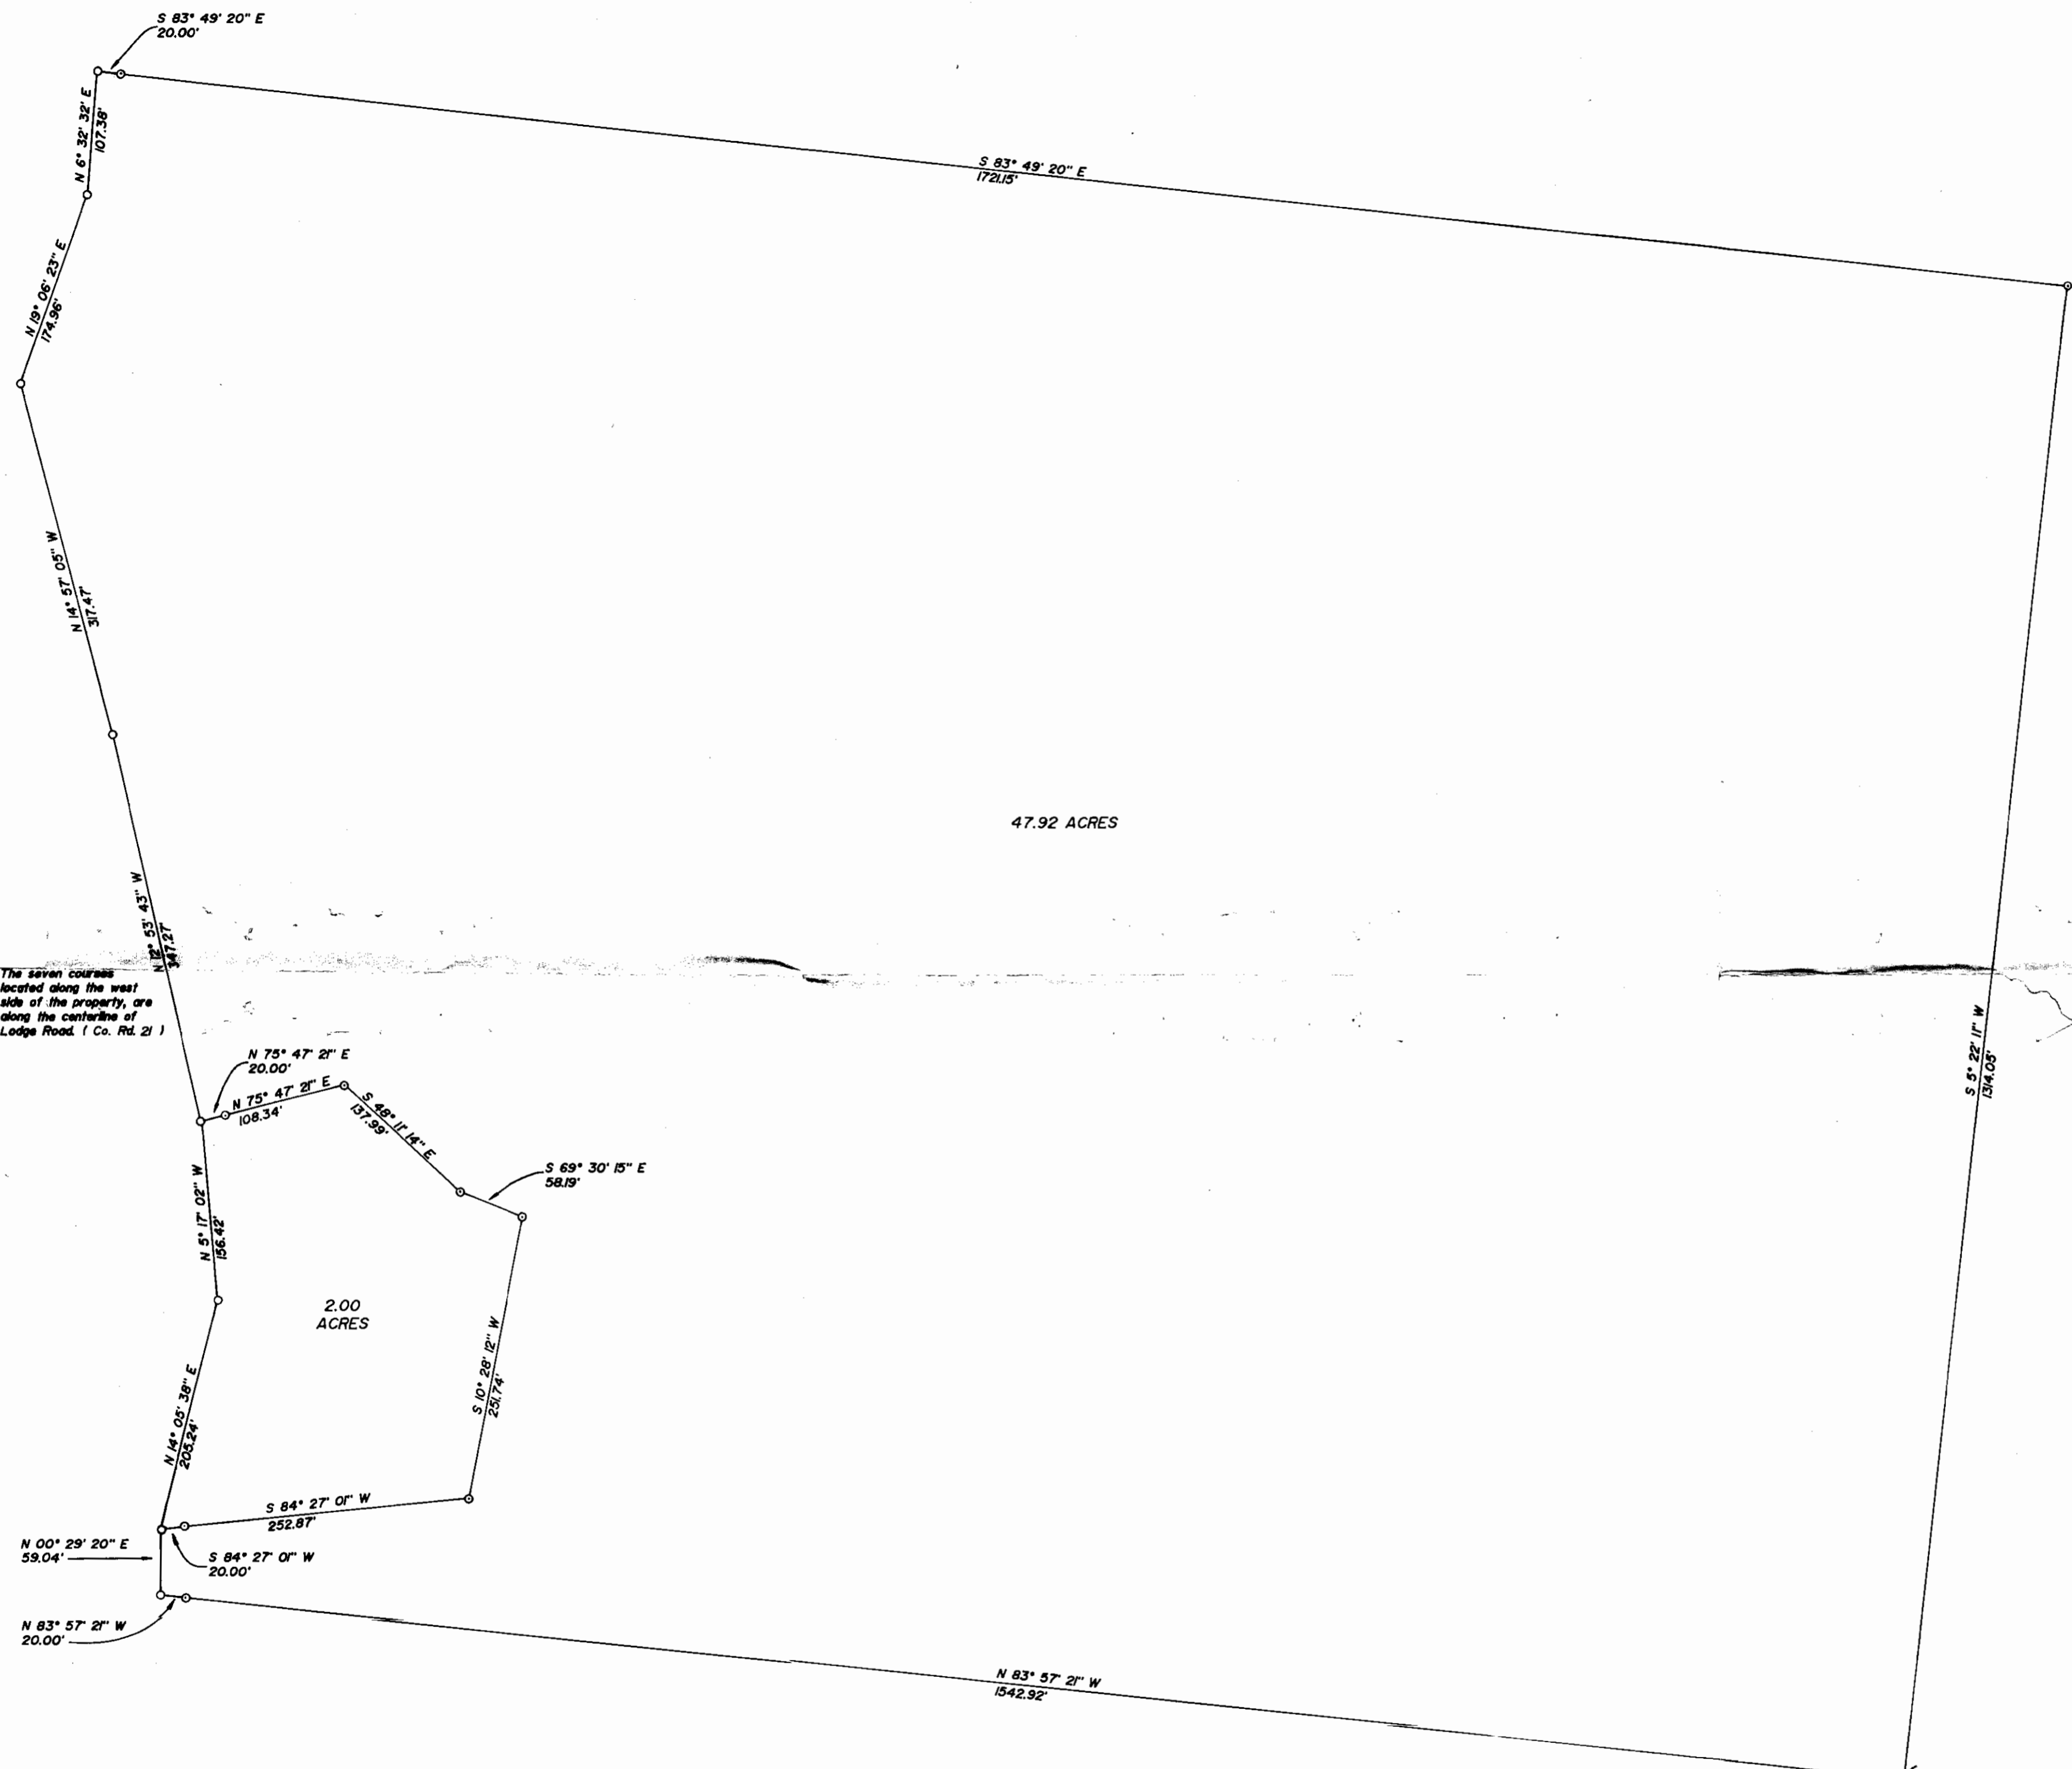 S 83° 49' 20" E
20.00'
N 6° 32' 32' E
107.38'
S 83° 49' 20" E
1721.15'
N 19° 06' 23" E
174.96'
N 14° 57' 05" W
317.47'
47.92 ACRES
N 12° 53' 43" W
347.27'
The seven courses
located along the west
side of the property, are
along the centerline of
Lodge Road. ( Co. Rd. 21 )
S 5° 22' 11" W
1314.05'
N 75° 47' 21" E
20.00'
N 75° 47' 21" E
108.34'
S 48° 11' 14" E
137.99'
S 69° 30' 15" E
58.19'
N 5° 17' 02" W
156.42'
2.00
ACRES
S 10° 28' 12" W
251.74'
N 14° 05' 38" E
205.24'
S 84° 27' 01" W
252.87'
N 00° 29' 20" E
59.04'
S 84° 27' 01" W
20.00'
N 83° 57' 21" W
20.00'
N 83° 57' 21" W
1542.92'